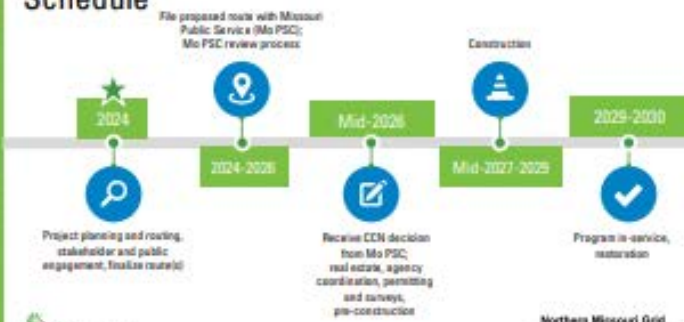 Schedule
File proposed route with Missouri
Public Service (Mo PSC);
Mo PSC review process
Construction
2024
Mid-2026
2029-2030
2024-2026
Mid-2027-2029
Project planning and routing,
stakeholder and public
engagement, finalize route(s)
Receive CCN decision
from Mo PSC;
real estate, agency
coordination, permitting
and surveys,
pre-construction
Program in-service,
restoration
Northern Missouri Grid